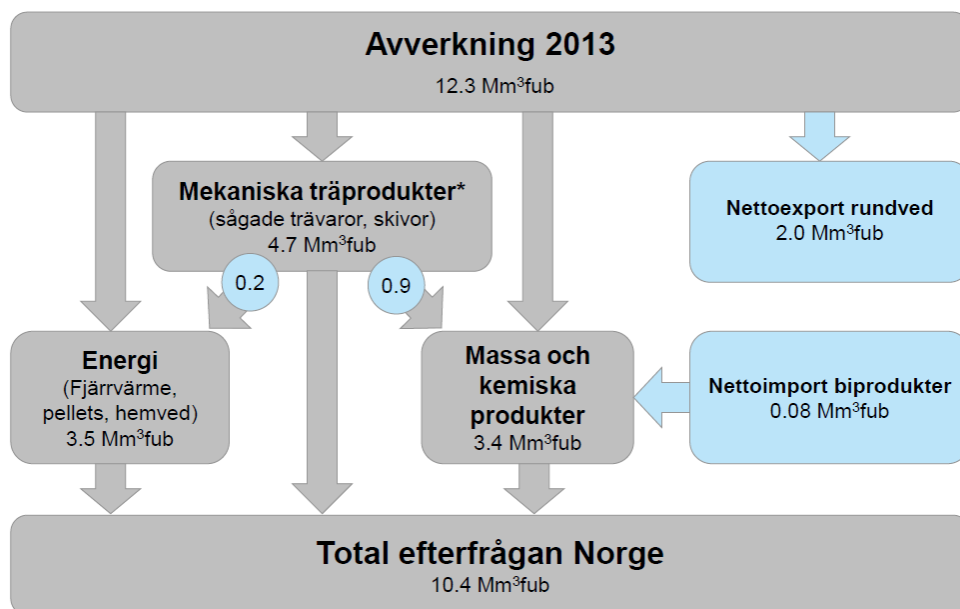 Avverkning 2013
12.3 Mm³fub
Mekaniska träprodukter*
(sågade trävaror, skivor)
4.7 Mm³fub
Nettoexport rundved
2.0 Mm³fub
0.2
0.9
Energi
(Fjärrvärme,
pellets, hemved)
3.5 Mm³fub
Massa och
kemiska
produkter
3.4 Mm³fub
Nettoimport biprodukter
0.08 Mm³fub
Total efterfrågan Norge
10.4 Mm³fub